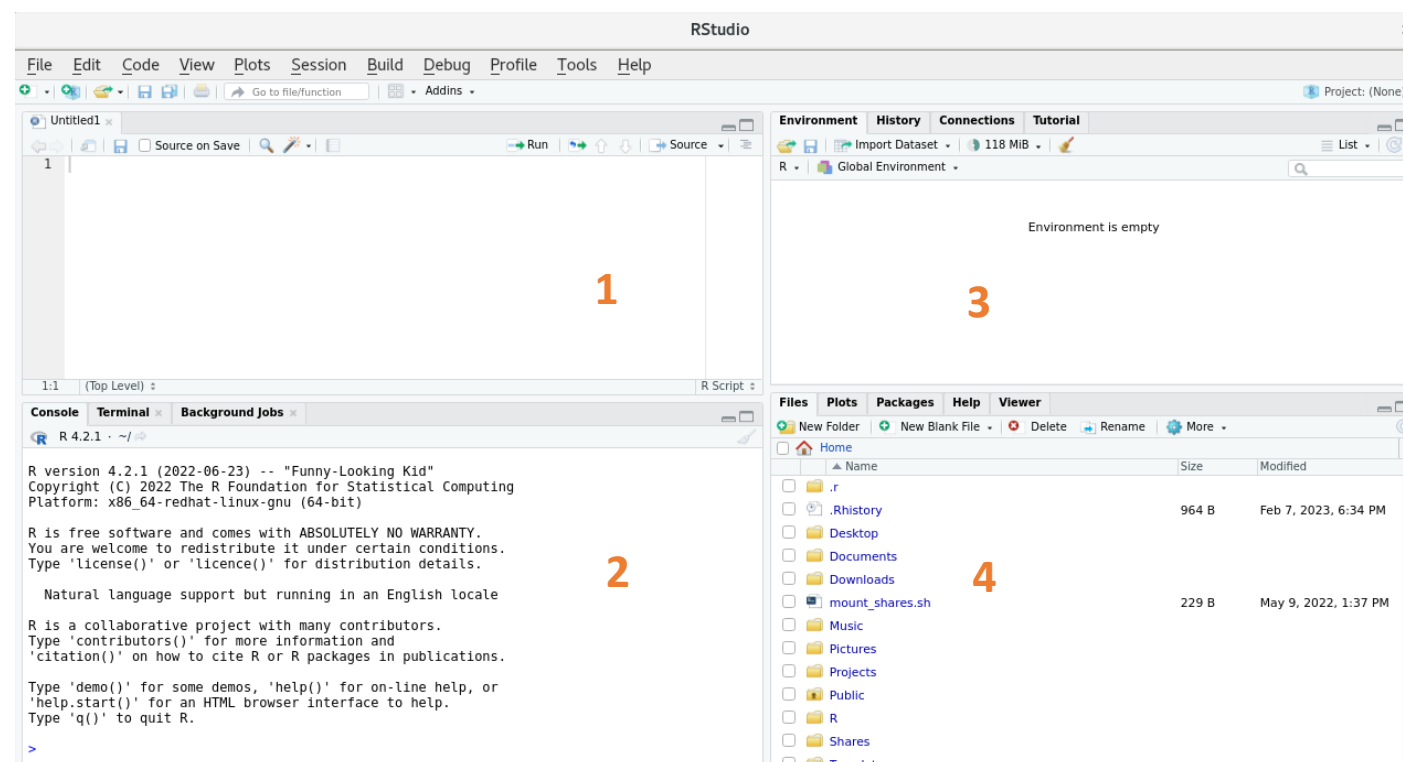 RStudio
File Edit Code View Plots Session Build Debug Profile Tools Help
Go to file/function Addins Project: (None)
Untitled1
Source on Save Run Source
1
1
1:1 (Top Level) R Script
Console Terminal Background Jobs
R 4.2.1 · ~/
R version 4.2.1 (2022-06-23) -- "Funny-Looking Kid"
Copyright (C) 2022 The R Foundation for Statistical Computing
Platform: x86_64-redhat-linux-gnu (64-bit)
R is free software and comes with ABSOLUTELY NO WARRANTY.
You are welcome to redistribute it under certain conditions.
Type 'license()' or 'licence()' for distribution details.
2
Natural language support but running in an English locale
R is a collaborative project with many contributors.
Type 'contributors()' for more information and
'citation()' on how to cite R or R packages in publications.
Type 'demo()' for some demos, 'help()' for on-line help, or
'help.start()' for an HTML browser interface to help.
Type 'q()' to quit R.
>
Environment History Connections Tutorial
Import Dataset 118 MiB List
R Global Environment
Environment is empty
3
Files Plots Packages Help Viewer
New Folder New Blank File Delete Rename More
Home
Name Size Modified
.r
.Rhistory 964 B Feb 7, 2023, 6:34 PM
Desktop
Documents
Downloads
4
mount_shares.sh 229 B May 9, 2022, 1:37 PM
Music
Pictures
Projects
Public
R
Shares